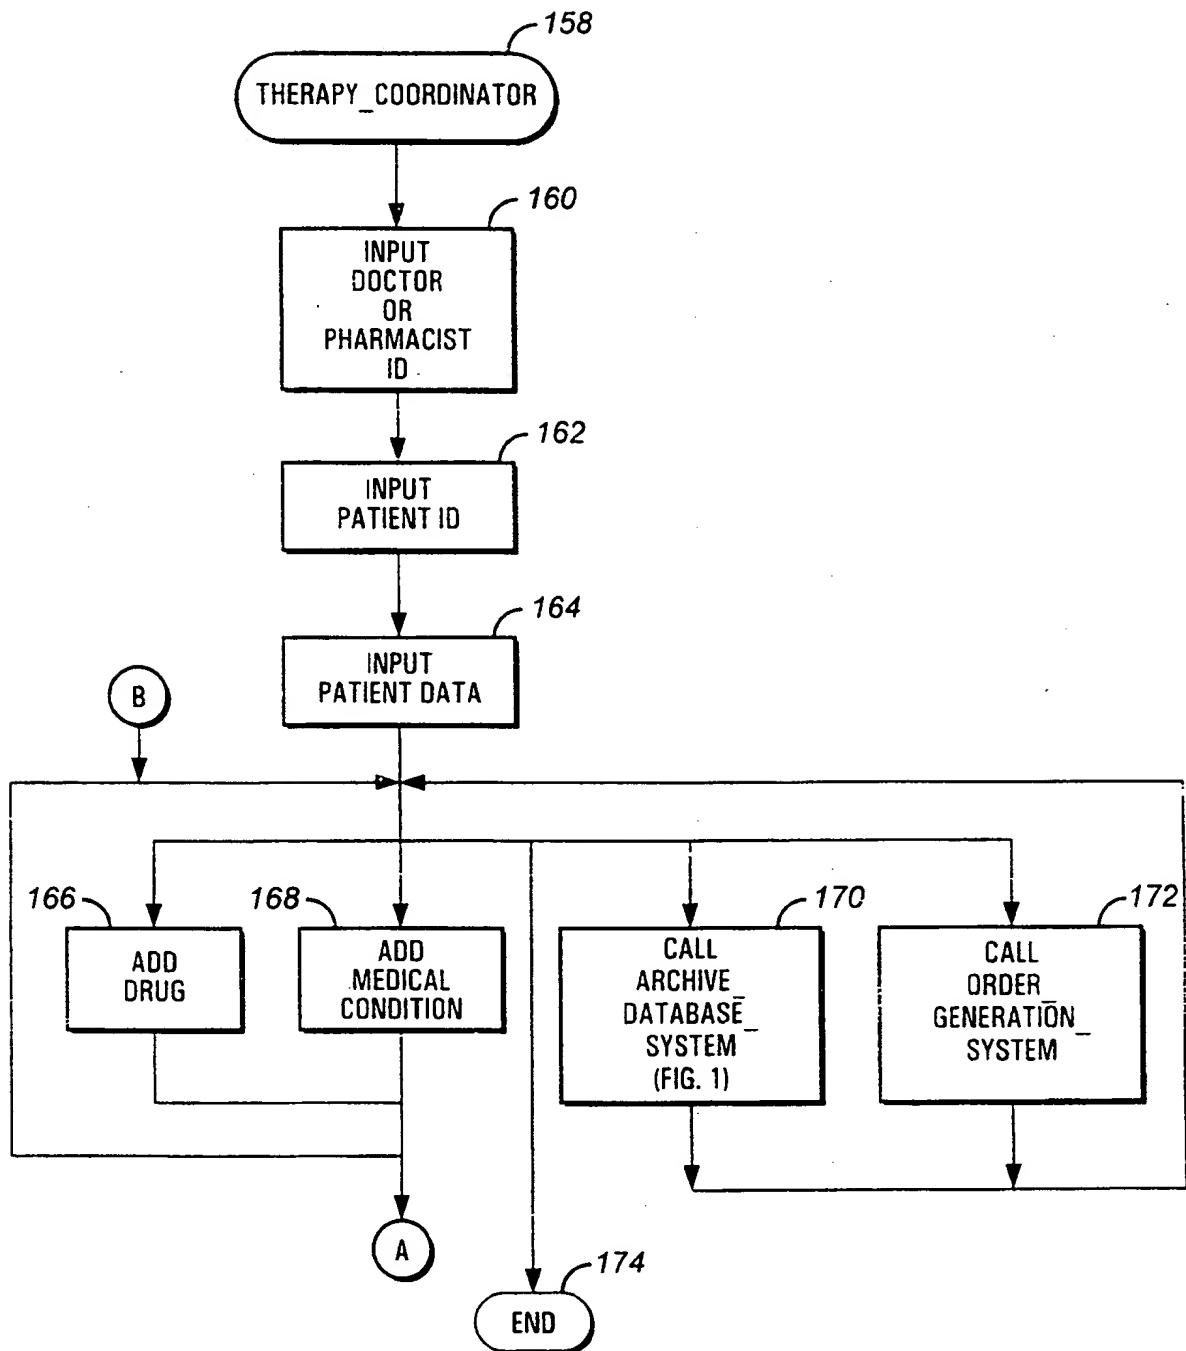 158
THERAPY_COORDINATOR
160
INPUT
DOCTOR
OR
PHARMACIST
ID
162
INPUT
PATIENT ID
164
INPUT
PATIENT DATA
B
166
ADD
DRUG
168
ADD
MEDICAL
CONDITION
170
CALL
ARCHIVE_
DATABASE_
SYSTEM
(FIG. 1)
172
CALL
ORDER_
GENERATION_
SYSTEM
A
174
END